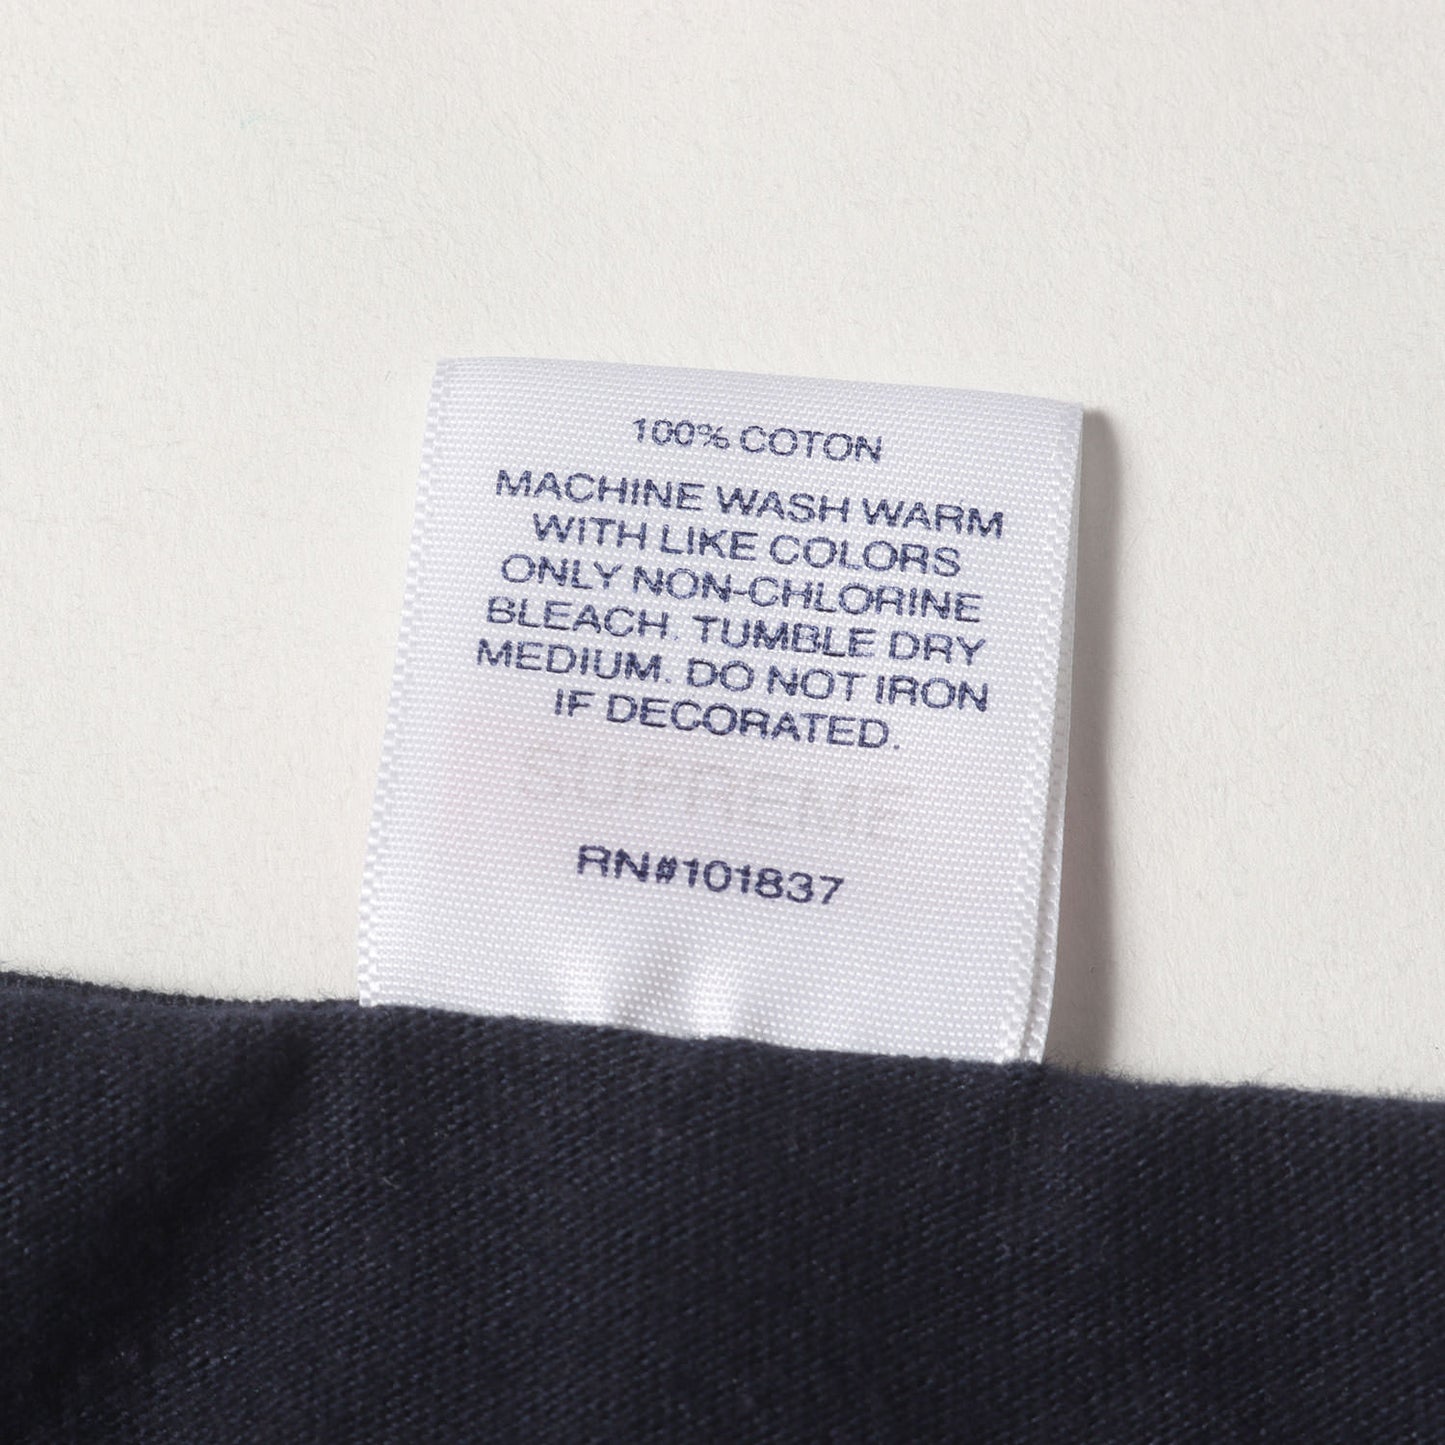 100% COTON
MACHINE WASH WARM
WITH LIKE COLORS
ONLY NON-CHLORINE
BLEACH. TUMBLE DRY
MEDIUM. DO NOT IRON
IF DECORATED.
SUPREME
RN#101837